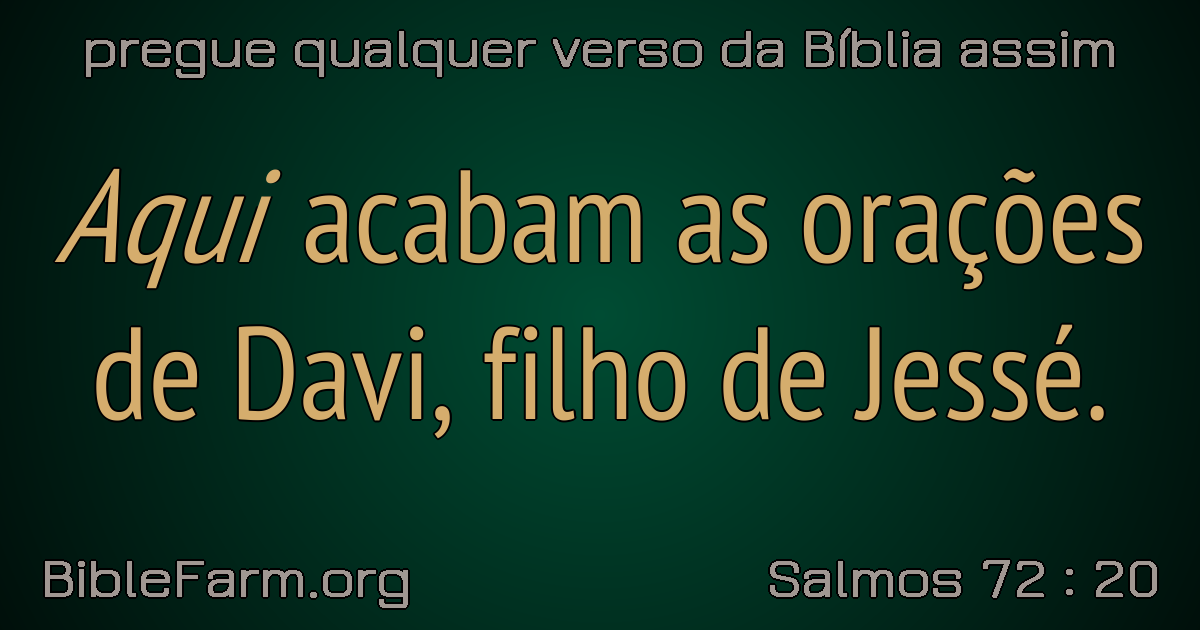 pregue qualquer verso da Bíblia assim
Aqui acabam as orações
de Davi, filho de Jessé.
BibleFarm.org
Salmos 72 : 20